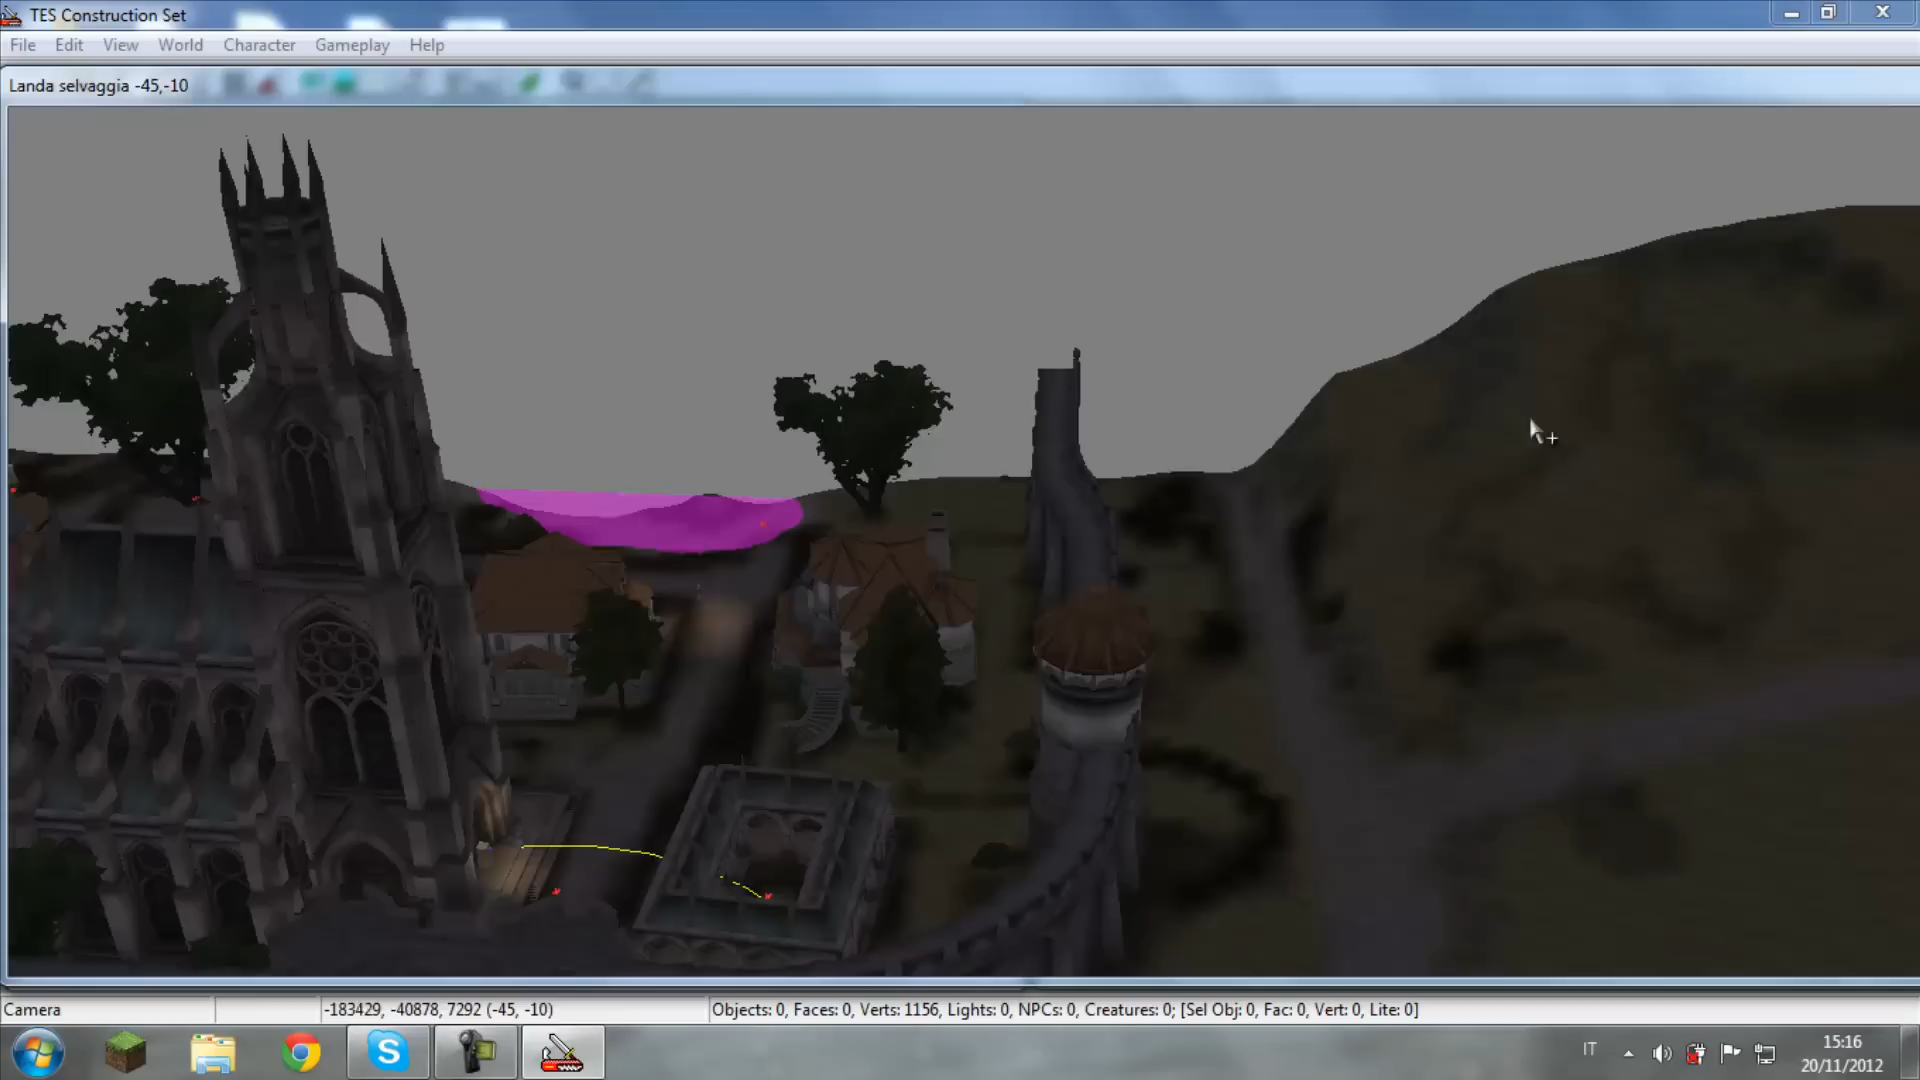 TES Construction Set
File Edit View World Character Gameplay Help
Landa selvaggia -45,-10
Camera -183429, -40878, 7292 (-45, -10) Objects: 0, Faces: 0, Verts: 1156, Lights: 0, NPCs: 0, Creatures: 0; [Sel Obj: 0, Fac: 0, Vert: 0, Lite: 0]
IT
15:16
20/11/2012